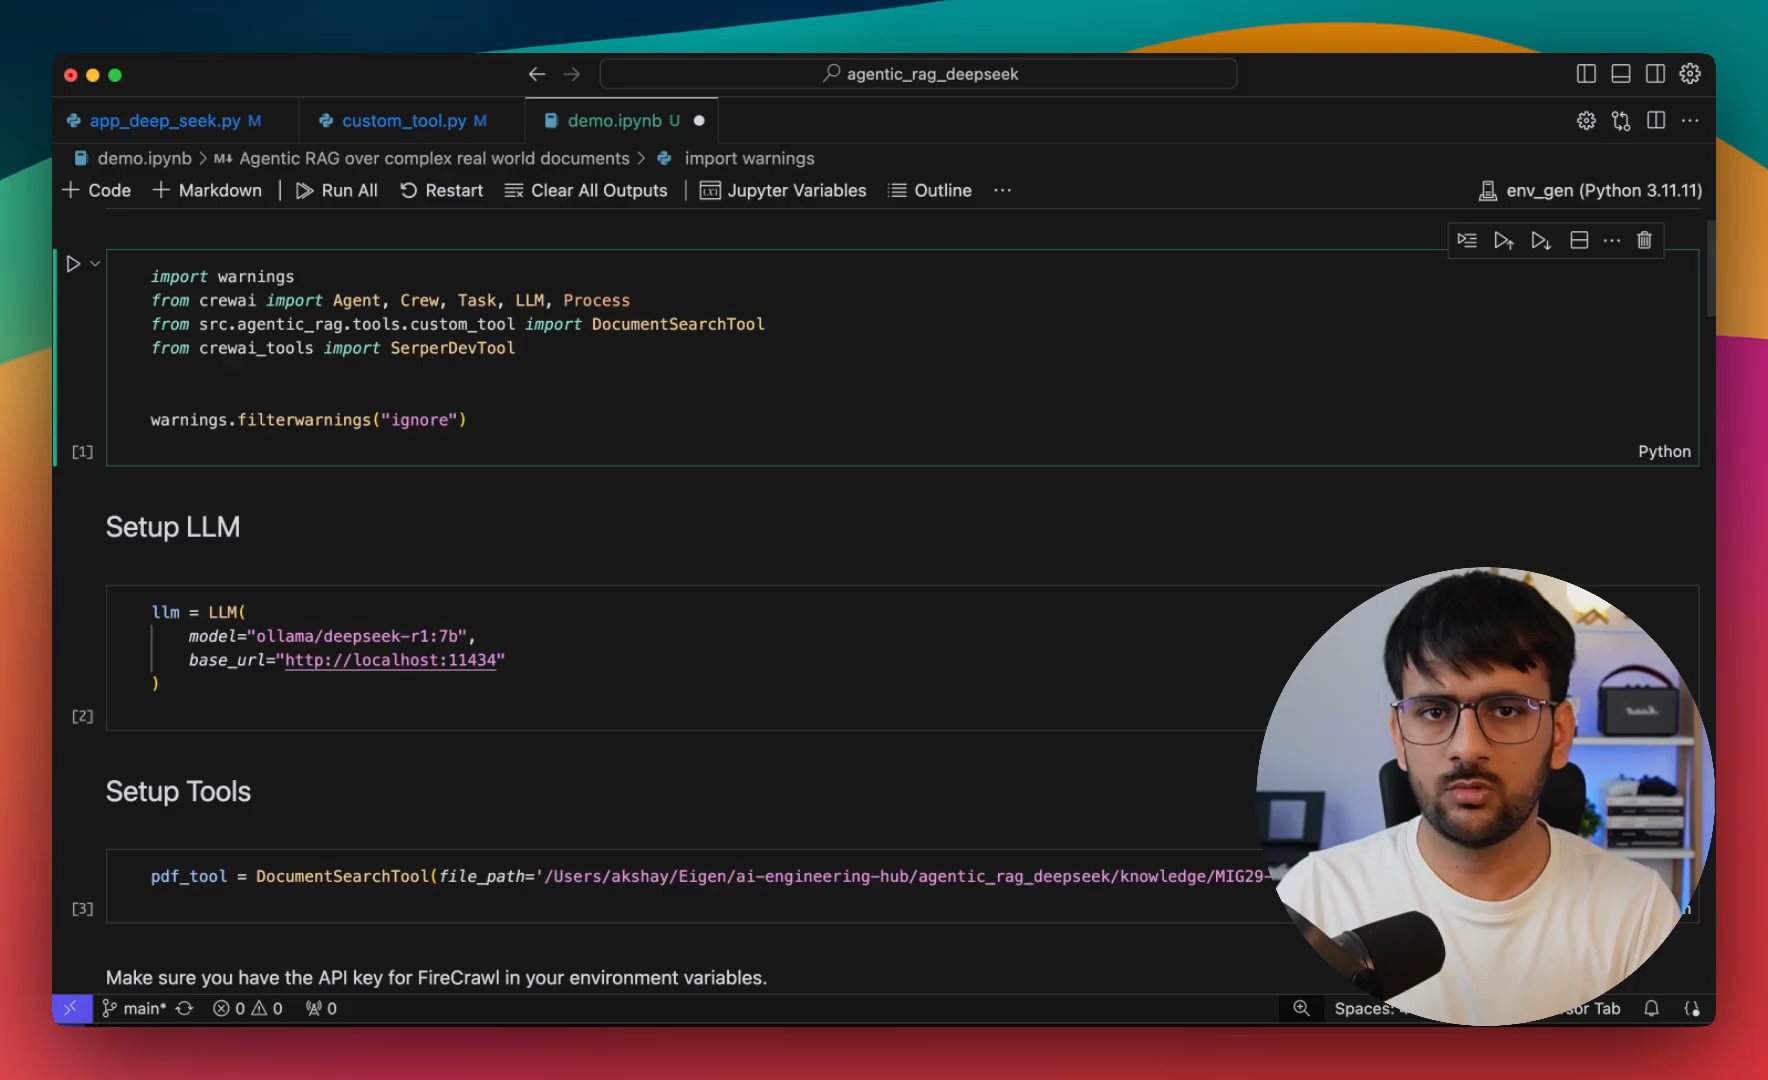 agentic_rag_deepseek
app_deep_seek.py M
custom_tool.py M
demo.ipynb U
demo.ipynb > M↓ Agentic RAG over complex real world documents > import warnings
+ Code + Markdown | Run All Restart Clear All Outputs | Jupyter Variables Outline ...
env_gen (Python 3.11.11)
import warnings
from crewai import Agent, Crew, Task, LLM, Process
from src.agentic_rag.tools.custom_tool import DocumentSearchTool
from crewai_tools import SerperDevTool
warnings.filterwarnings("ignore")
[1]
Python
Setup LLM
llm = LLM(
model="ollama/deepseek-r1:7b",
base_url="http://localhost:11434"
)
[2]
Setup Tools
pdf_tool = DocumentSearchTool(file_path='/Users/akshay/Eigen/ai-engineering-hub/agentic_rag_deepseek/knowledge/MIG29-
[3]
Make sure you have the API key for FireCrawl in your environment variables.
main* 0 0 0
Spaces:
Tab